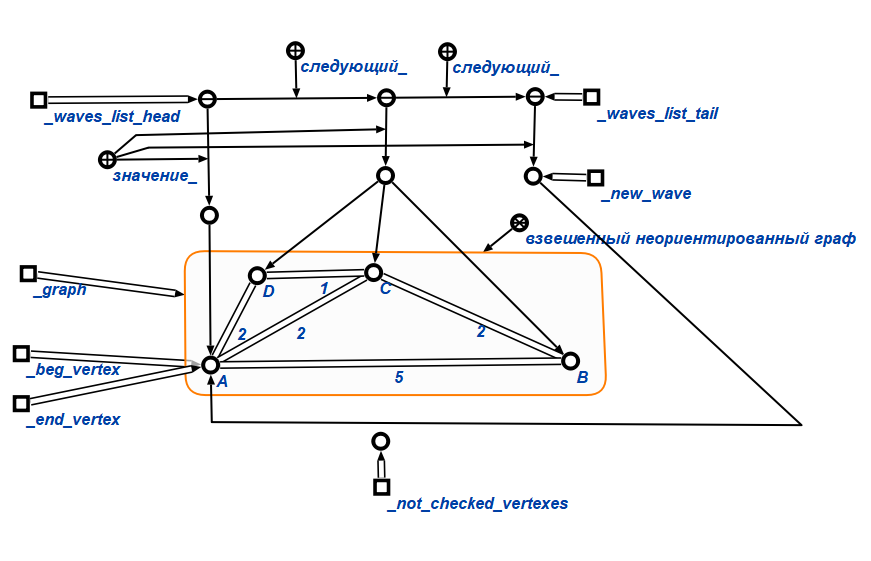 следующий_
следующий_
_waves_list_head
_waves_list_tail
значение_
_new_wave
взвешенный неориентированный граф
_graph
D
1
C
2
2
2
_beg_vertex
A
5
B
_end_vertex
_not_checked_vertexes